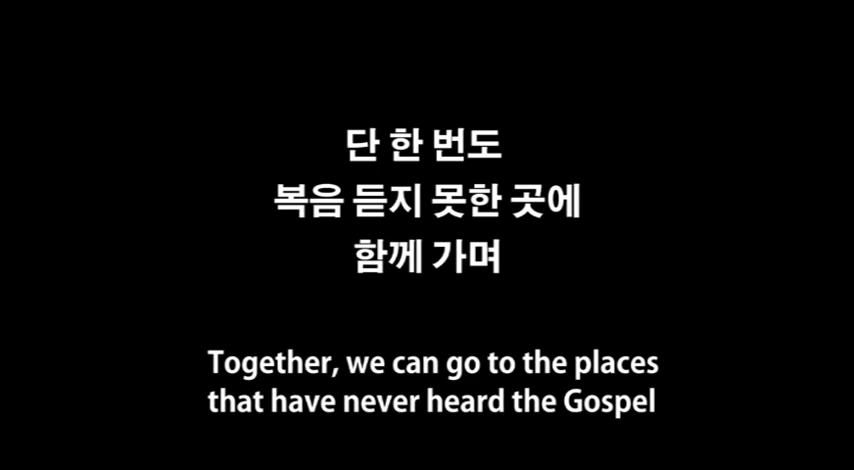 단 한 번도
복음 듣지 못한 곳에
함께 가며
Together, we can go to the places
that have never heard the Gospel